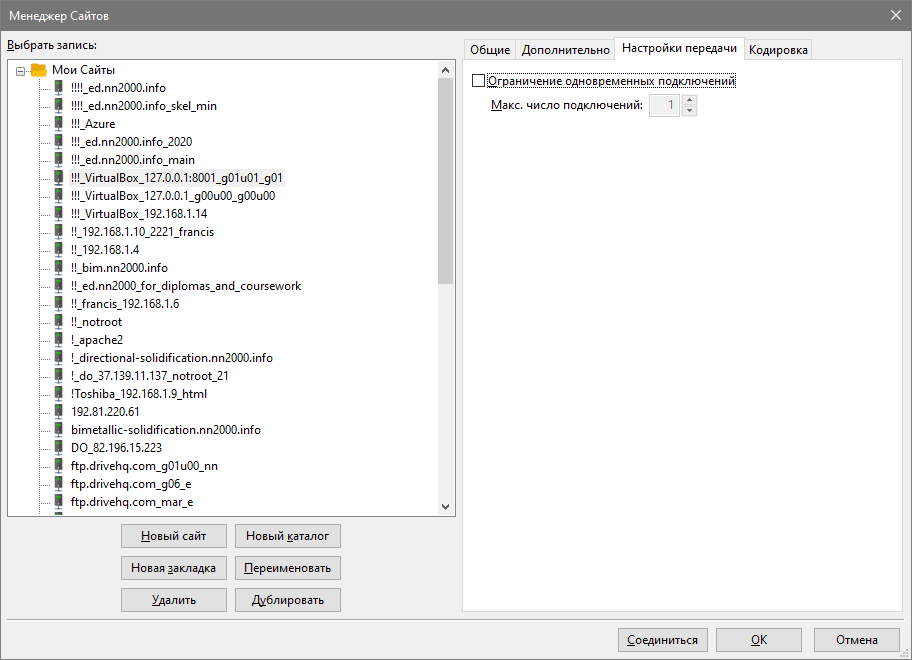 Менеджер Сайтов
Выбрать запись:
Мои Сайты
!!!!_ed.nn2000.info
!!!!_ed.nn2000.info_skel_min
!!!_Azure
!!!_ed.nn2000.info_2020
!!!_ed.nn2000.info_main
!!!_VirtualBox_127.0.0.1:8001_g01u01_g01
!!!_VirtualBox_127.0.0.1_g00u00_g00u00
!!!_VirtualBox_192.168.1.14
!!_192.168.1.10_2221_francis
!!_192.168.1.4
!!_bim.nn2000.info
!!_ed.nn2000_for_diplomas_and_coursework
!!_francis_192.168.1.6
!!_notroot
!_apache2
!_directional-solidification.nn2000.info
!_do_37.139.11.137_notroot_21
!Toshiba_192.168.1.9_html
192.81.220.61
bimetallic-solidification.nn2000.info
DO_82.196.15.223
ftp.drivehq.com_g01u00_nn
ftp.drivehq.com_g06_e
ftp.drivehq.com_mar_e
Новый сайт
Новый каталог
Новая закладка
Переименовать
Удалить
Дублировать
Общие
Дополнительно
Настройки передачи
Кодировка
Ограничение одновременных подключений
Макс. число подключений:
1
Соединиться
OK
Отмена